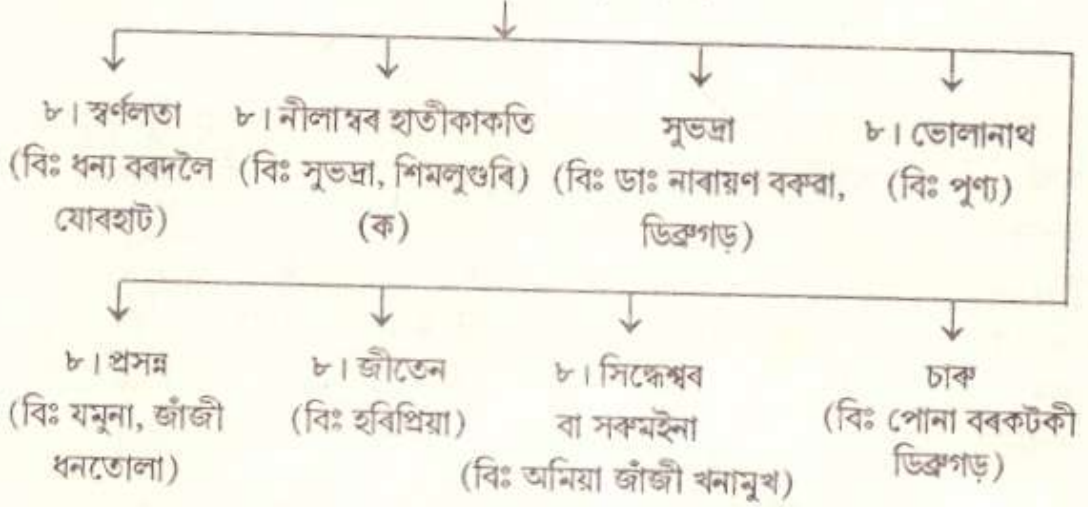 ৮। স্বৰ্ণলতা ৮। নীলাম্বৰ হাতীকাকতি সুভদ্ৰা ৮। ভোলানাথ
(বিঃ ধন্য বৰদলৈ (বিঃ সুভদ্ৰা, শিমলুগুৰি) (বিঃ ডাঃ নাৰায়ণ বৰুৱা, (বিঃ পূণ্য)
যোৰহাট) (ক) ডিব্ৰুগড়)
৮। প্ৰসন্ন ৮। জীতেন ৮। সিদ্ধেশ্বৰ চাৰু
(বিঃ যমুনা, জাঁজী (বিঃ হৰিপ্ৰিয়া) বা সৰুমইনা (বিঃ পোনা বৰকটকী
ধনতোলা) (বিঃ অমিয়া জাঁজী খনামুখ) ডিব্ৰুগড়)